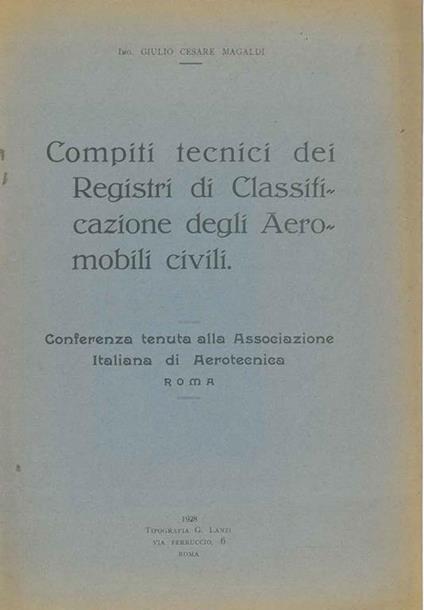 Ing. GIULIO CESARE MAGALDI
Compiti tecnici dei
Registri di Classifi-
cazione degli Aero-
mobili civili.
Conferenza tenuta alla Associazione
Italiana di Aerotecnica
ROMA
1928
Tipografia G. Lanzi
VIA FERRUCCIO, 6
ROMA